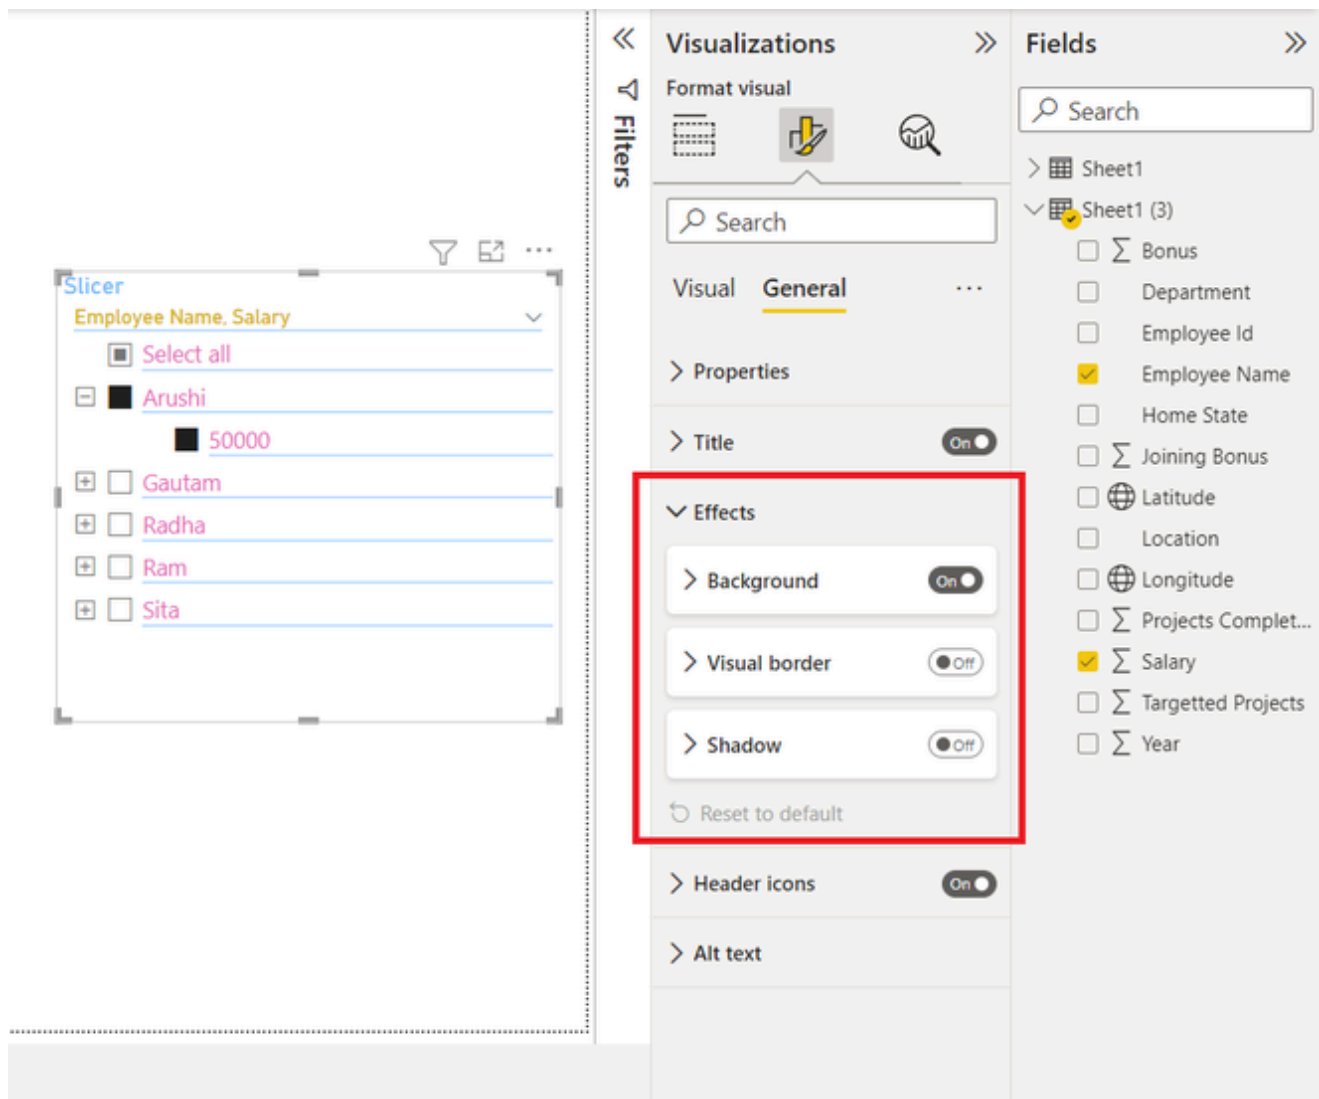 Slicer
Employee Name, Salary
Select all
Arushi
50000
Gautam
Radha
Ram
Sita
Filters
Visualizations
Format visual
Search
Visual General
Properties
Title On
Effects
Background On
Visual border Off
Shadow Off
Reset to default
Header icons On
Alt text
Fields
Search
Sheet1
Sheet1 (3)
Bonus
Department
Employee Id
Employee Name
Home State
Joining Bonus
Latitude
Location
Longitude
Projects Complet...
Salary
Targetted Projects
Year